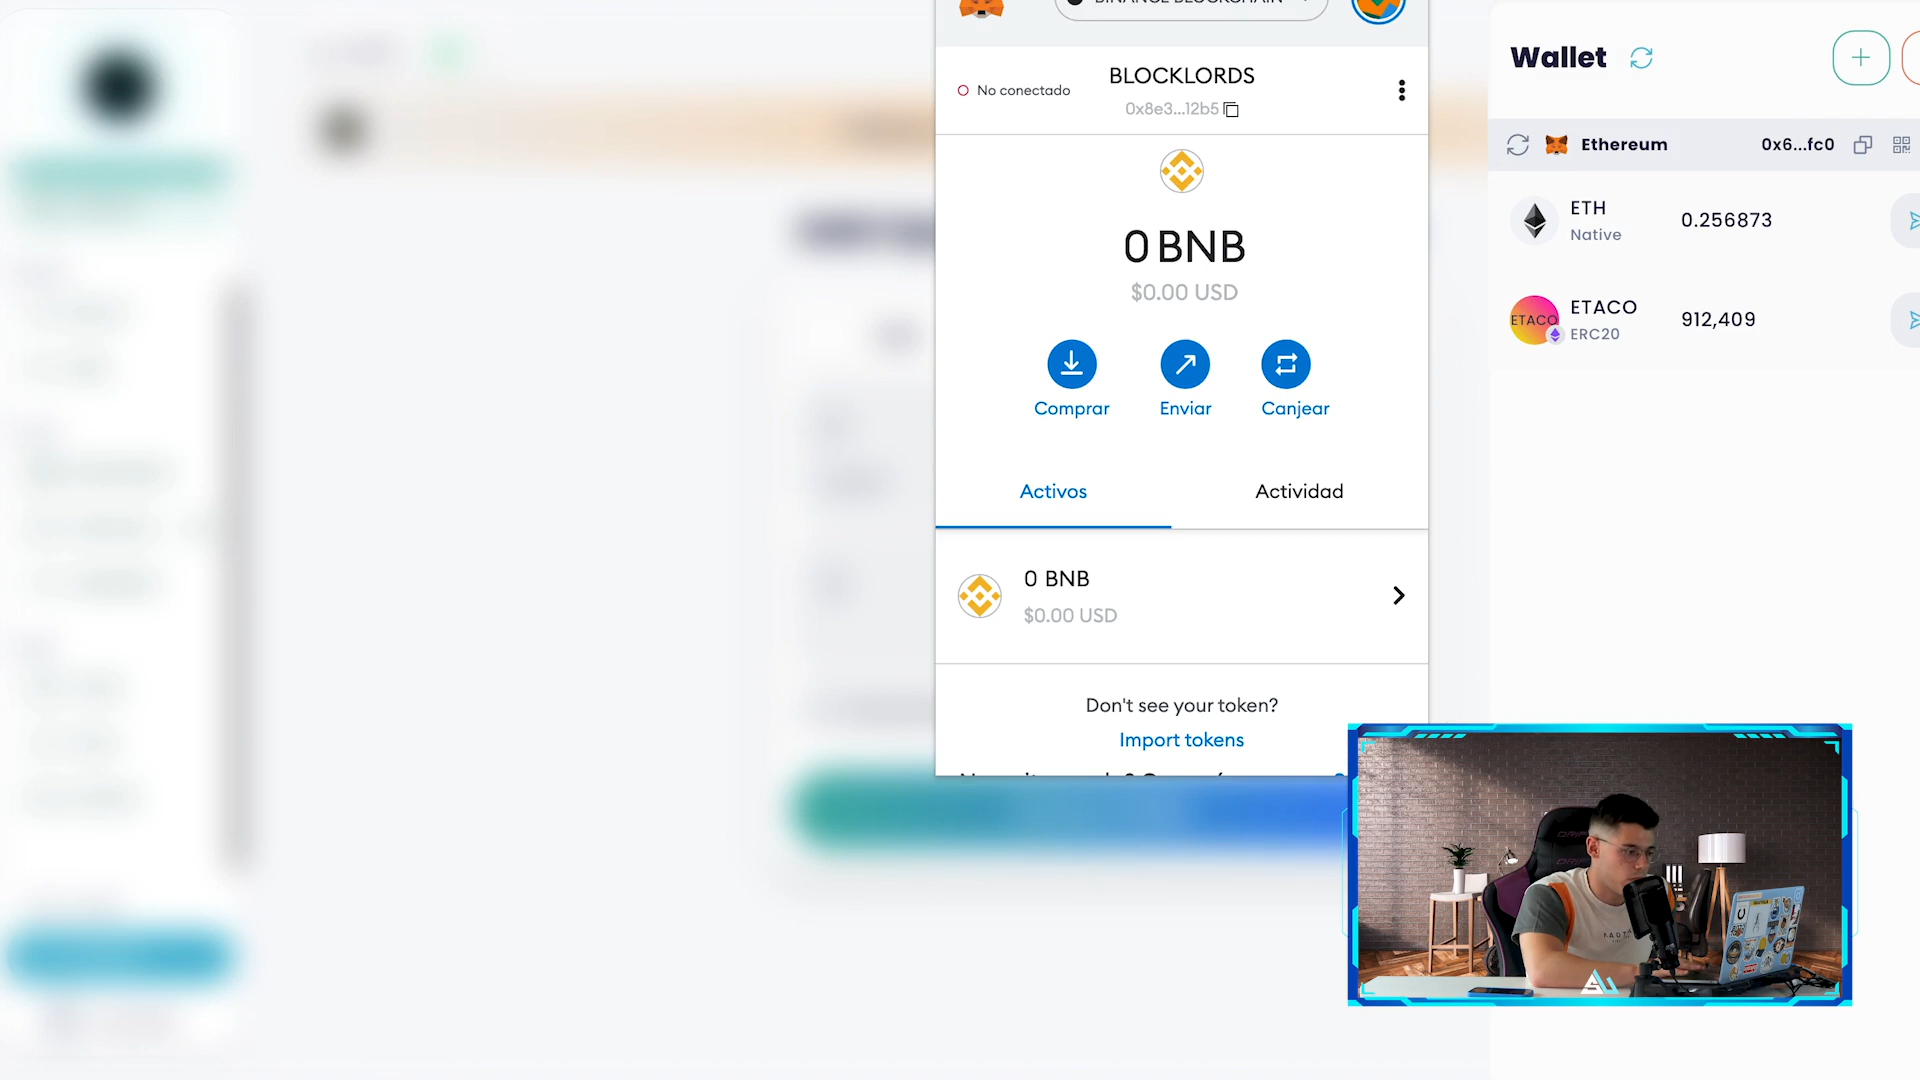 BINANCE BLOCKCHAIN
BLOCKLORDS
No conectado
0x8e3...12b5
0 BNB
$0.00 USD
Comprar
Enviar
Canjear
Activos
Actividad
0 BNB
$0.00 USD
Don't see your token?
Import tokens
Wallet
Ethereum
0x6...fc0
ETH
Native
0.256873
ETACO
ETACO
ERC20
912,409